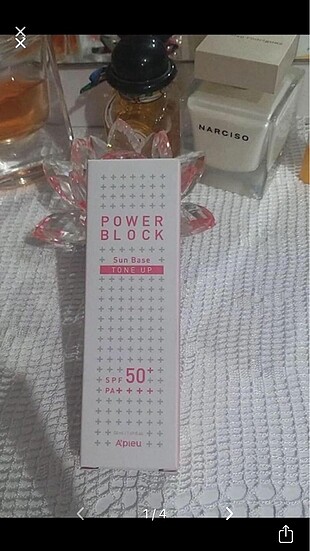 NARCISO
POWER
BLOCK
Sun Base
TONE UP
SPF 50+
PA++++
A'pieu
1/4